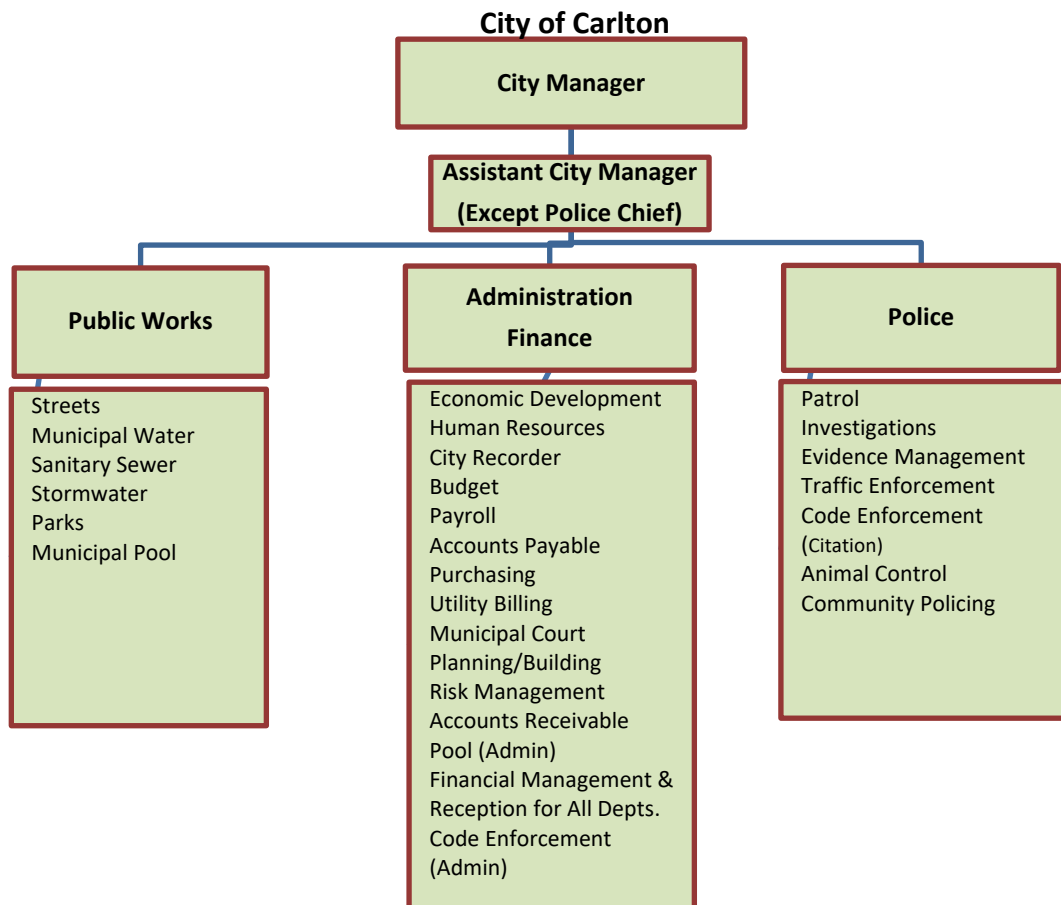 City of Carlton
City Manager
Assistant City Manager
(Except Police Chief)
Public Works
Administration
Finance
Police
Streets
Municipal Water
Sanitary Sewer
Stormwater
Parks
Municipal Pool
Economic Development
Human Resources
City Recorder
Budget
Payroll
Accounts Payable
Purchasing
Utility Billing
Municipal Court
Planning/Building
Risk Management
Accounts Receivable
Pool (Admin)
Financial Management &
Reception for All Depts.
Code Enforcement
(Admin)
Patrol
Investigations
Evidence Management
Traffic Enforcement
Code Enforcement
(Citation)
Animal Control
Community Policing